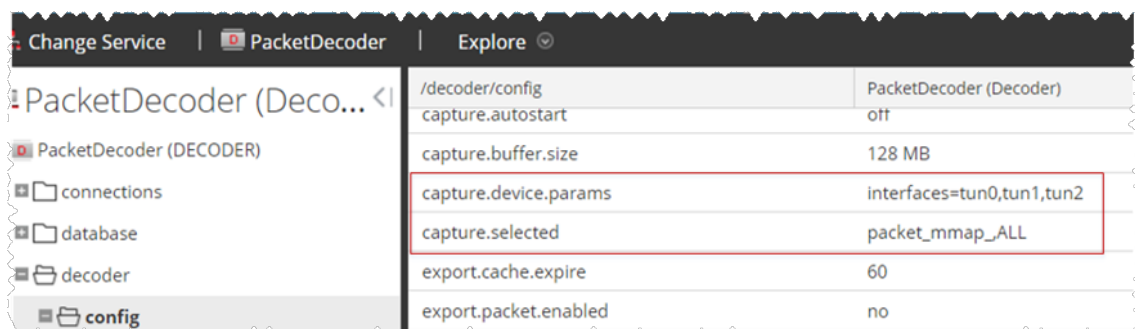 Change Service | PacketDecoder | Explore
PacketDecoder (Deco...
PacketDecoder (DECODER)
connections
database
decoder
config
/decoder/config PacketDecoder (Decoder)
capture.autostart off
capture.buffer.size 128 MB
capture.device.params interfaces=tun0,tun1,tun2
capture.selected packet_mmap_,ALL
export.cache.expire 60
export.packet.enabled no